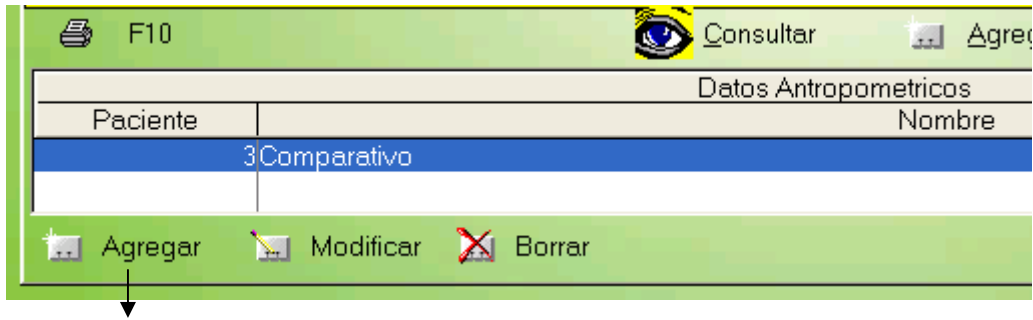 F10 Consultar Agreg
Datos Antropometricos
Paciente Nombre
3 Comparativo
Agregar Modificar Borrar